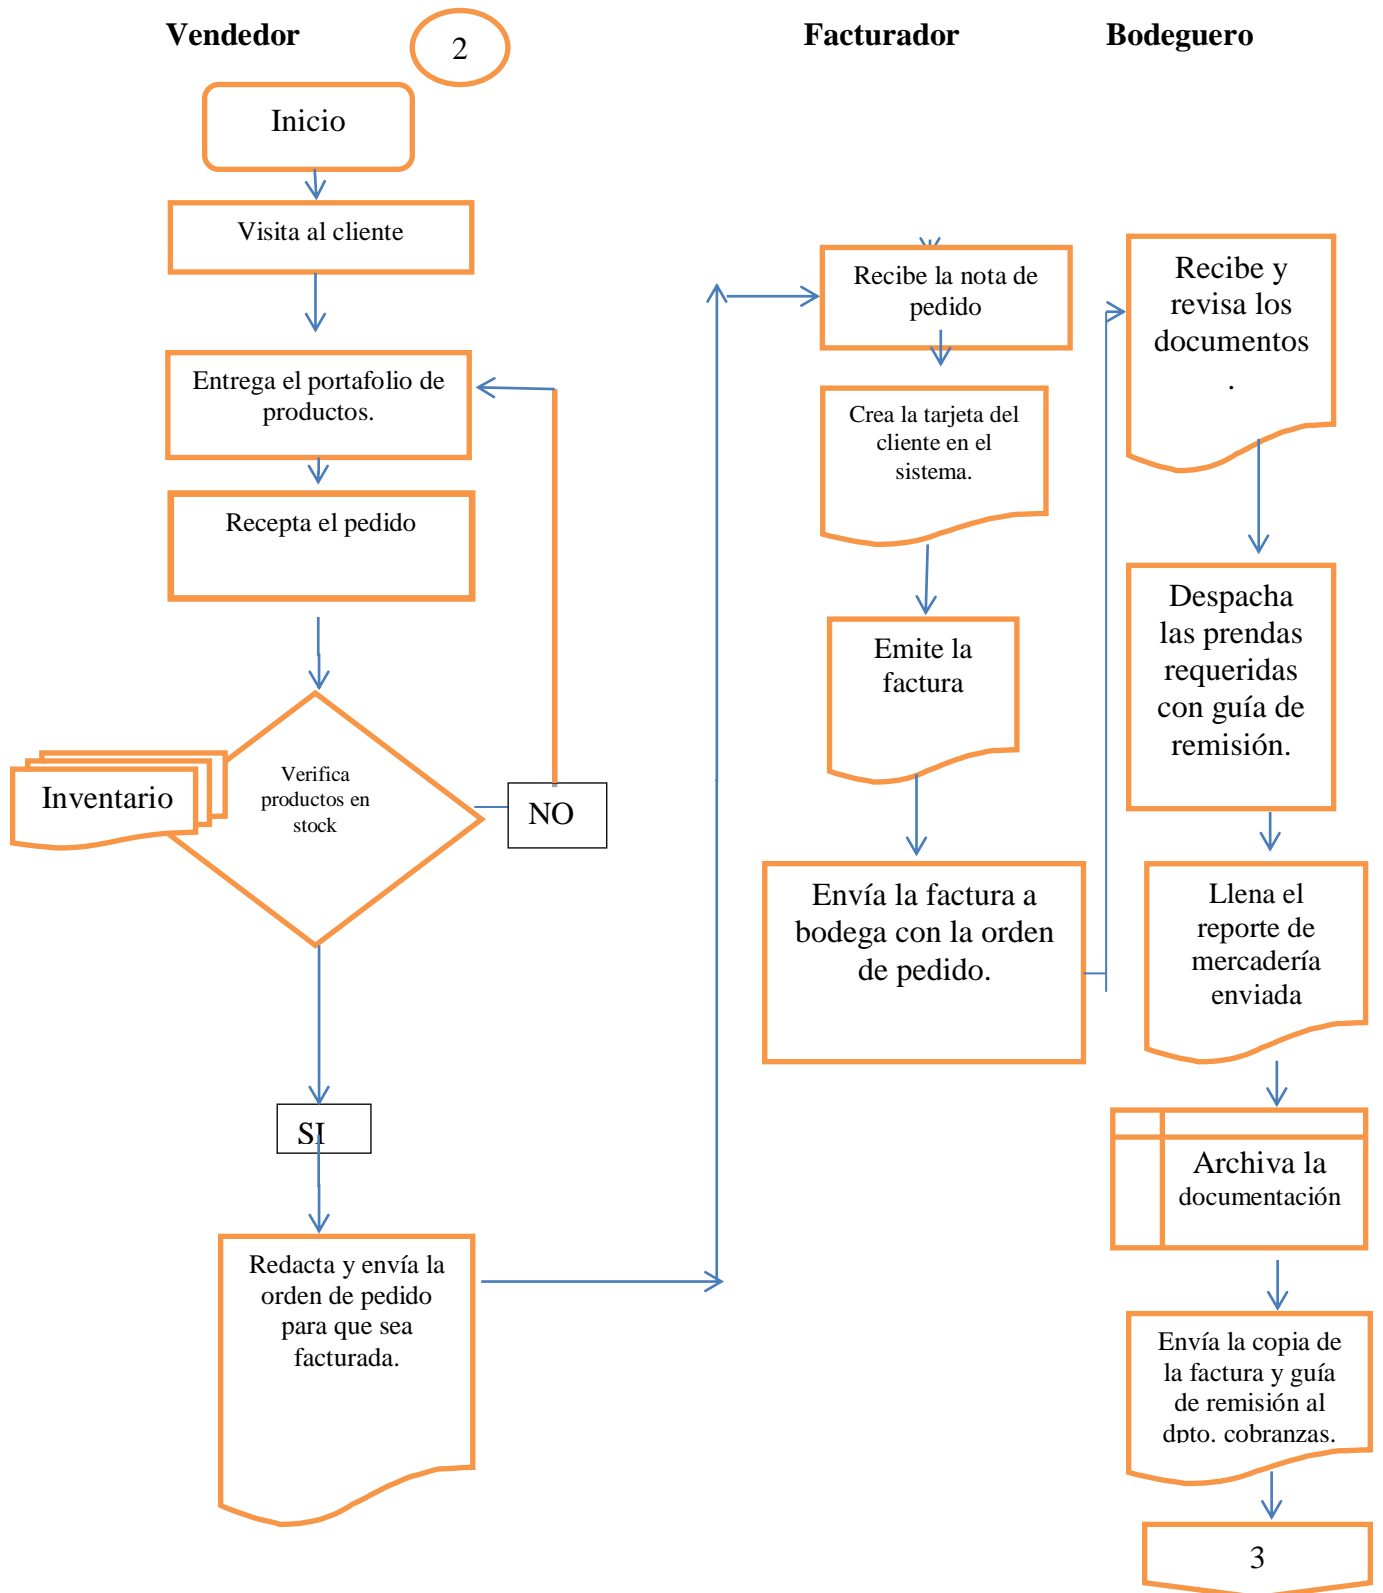 Vendedor
2
Facturador
Bodeguero
Inicio
Visita al cliente
Entrega el portafolio de
productos.
Recepta el pedido
Verifica
productos en
stock
Inventario
NO
SI
Redacta y envía la
orden de pedido
para que sea
facturada.
Recibe la nota de
pedido
Crea la tarjeta del
cliente en el
sistema.
Emite la
factura
Envía la factura a
bodega con la orden
de pedido.
Recibe y
revisa los
documentos
.
Despacha
las prendas
requeridas
con guía de
remisión.
Llena el
reporte de
mercadería
enviada
Archiva la
documentación
Envía la copia de
la factura y guía
de remisión al
dpto. cobranzas.
3